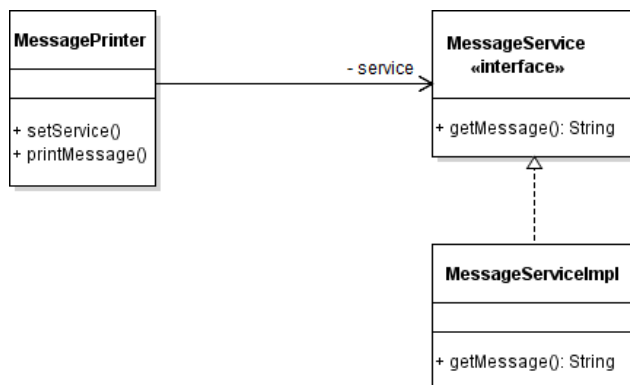 MessagePrinter
+ setService()
+ printMessage()
- service
MessageService
«interface»
+ getMessage(): String
MessageServiceImpl
+ getMessage(): String